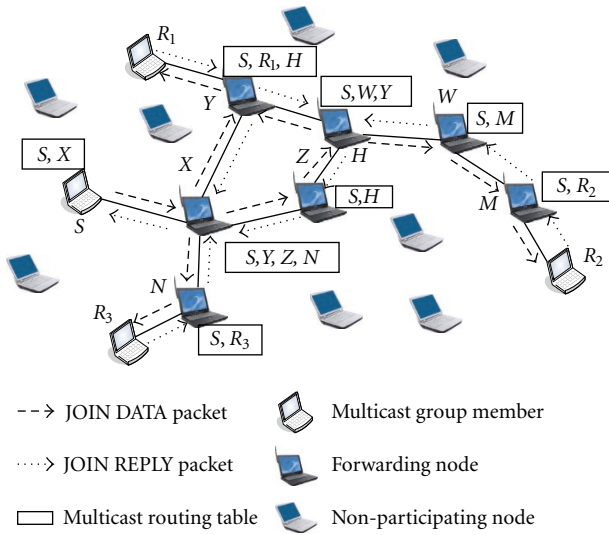 R1
S, R1, H
Y
S,W,Y
W
S, M
H
X
Z
S, X
S
S,H
M
S, R2
R2
S,Y, Z, N
N
R3
S, R3
JOIN DATA packet
Multicast group member
JOIN REPLY packet
Forwarding node
Multicast routing table
Non-participating node